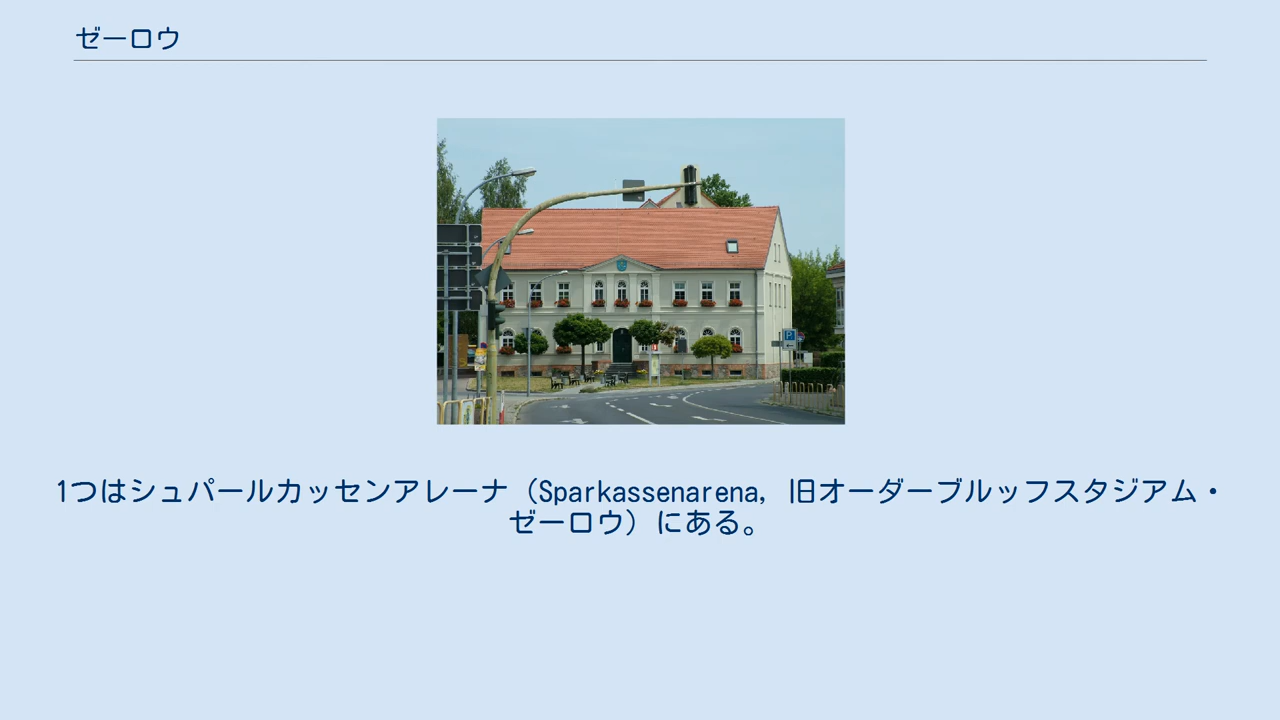 ゼーロウ
1つはシュパールカッセンアレーナ（Sparkassenarena, 旧オーダーブルッフスタジアム・
ゼーロウ）にある。